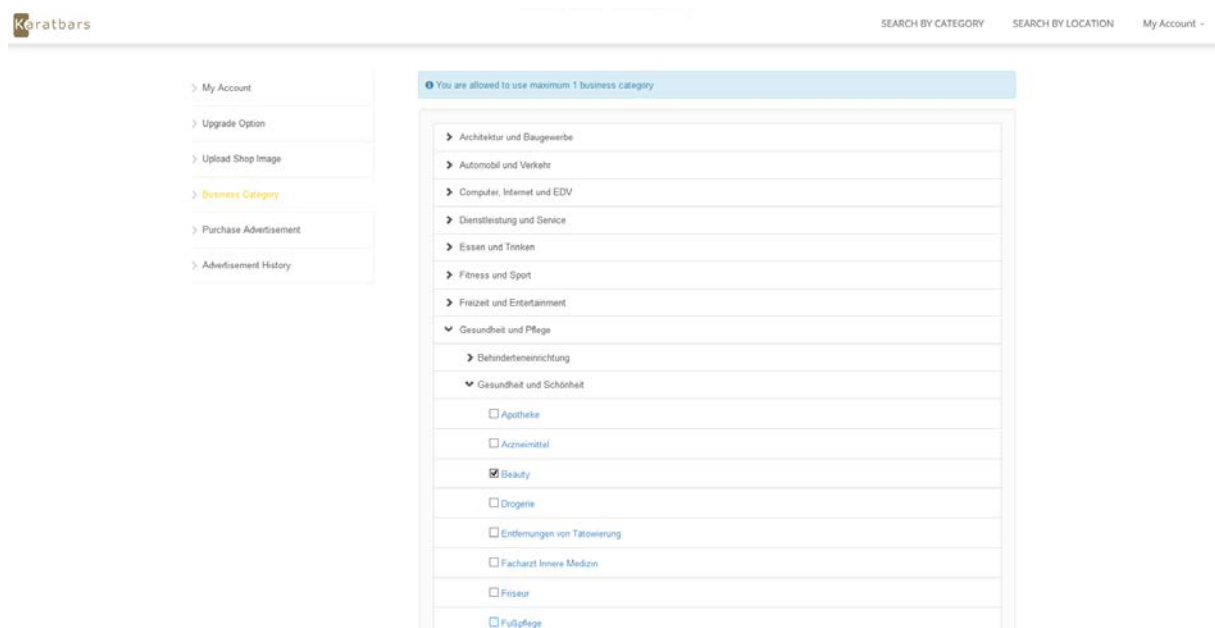 Karatbars
SEARCH BY CATEGORY SEARCH BY LOCATION My Account
My Account
Upgrade Option
Upload Shop Image
Business Category
Purchase Advertisement
Advertisement History
You are allowed to use maximum 1 business category
Architektur und Baugewerbe
Automobil und Verkehr
Computer, Internet und EDV
Dienstleistung und Service
Essen und Trinken
Fitness und Sport
Freizeit und Entertainment
Gesundheit und Pflege
Behinderteneinrichtung
Gesundheit und Schönheit
Apotheke
Arzneimittel
Beauty
Drogerie
Entfernungen von Tätowierung
Facharzt Innere Medizin
Friseur
Fußpflege